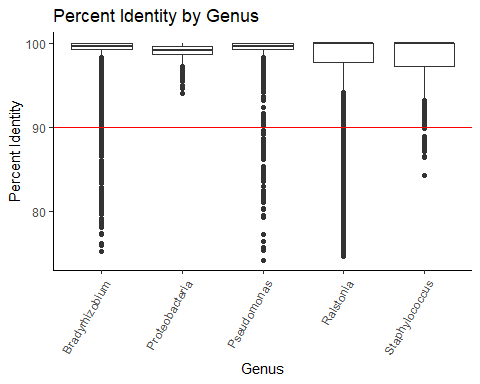 Percent Identity by Genus
Percent Identity
100
90
80
Bradyrhizobium
Proteobacteria
Pseudomonas
Ralstonia
Staphylococcus
Genus